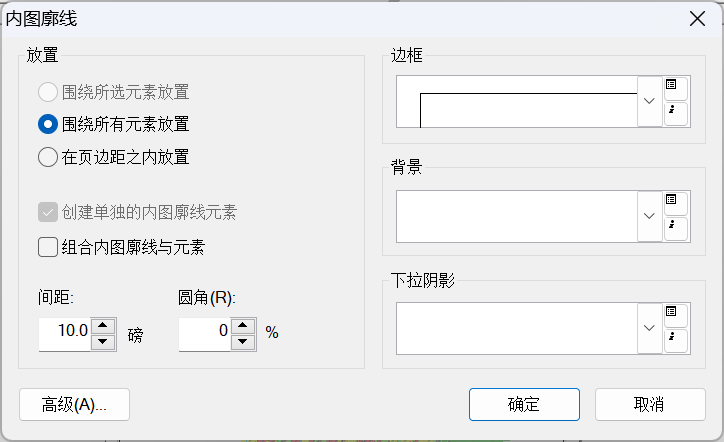 内图廓线
放置
围绕所选元素放置
围绕所有元素放置
在页边距之内放置
创建单独的内图廓线元素
组合内图廓线与元素
间距:
圆角(R):
10.0 磅
0 %
边框
背景
下拉阴影
高级(A)...
确定
取消